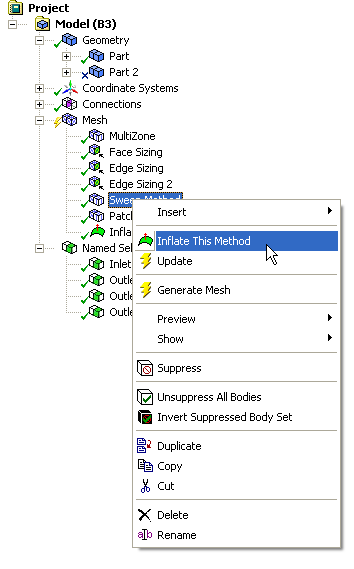 Project
Model (B3)
Geometry
Part
Part 2
Coordinate Systems
Connections
Mesh
MultiZone
Face Sizing
Edge Sizing
Edge Sizing 2
Sweep Method
Patc
Infla
Named Sel
Inlet
Outle
Outle
Outle
Insert
Inflate This Method
Update
Generate Mesh
Preview
Show
Suppress
Unsuppress All Bodies
Invert Suppressed Body Set
Duplicate
Copy
Cut
Delete
Rename